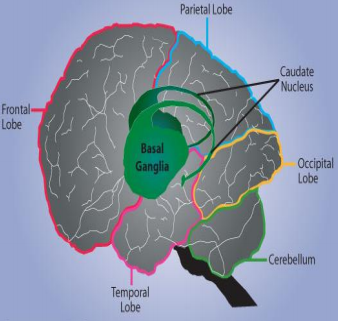 Parietal Lobe
Caudate
Nucleus
Frontal
Lobe
Basal
Ganglia
Occipital
Lobe
Cerebellum
Temporal
Lobe